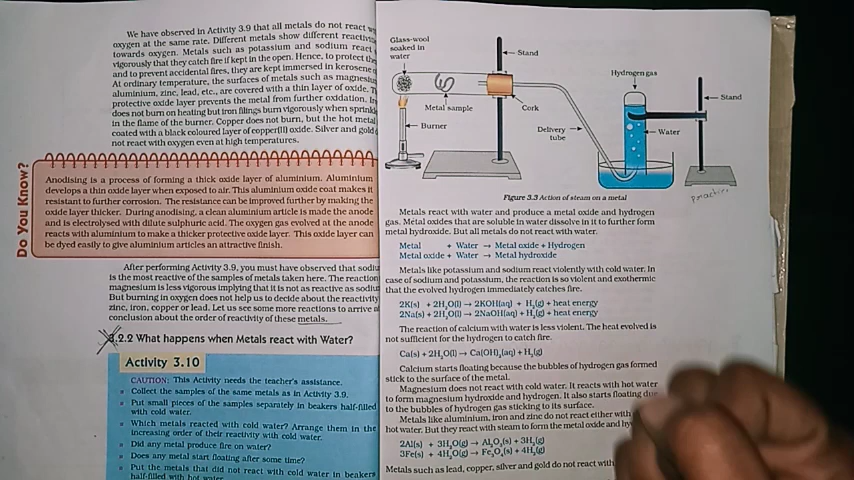 We have observed in Activity 3.9 that all metals do not react
oxygen at the same rate. Different metals show different
towards oxygen. Metals such as potassium and sodium react
vigorously that they catch fire if kept in the open. Hence, to protect
and to prevent accidental fires, they are kept immersed in kerosene
At ordinary temperature, the surfaces of metals such as
aluminium, zinc, lead, etc., are covered with a thin layer of oxide.
protective oxide layer prevents the metal from further oxidation.
does not burn on heating but iron filings burn vigorously when
in the flame of the burner. Copper does not burn, but the hot metal
coated with a black coloured layer of copper(II) oxide. Silver and gold
not react with oxygen even at high temperatures.
Do You Know?
Anodising is a process of forming a thick oxide layer of aluminium. Aluminium
develops a thin oxide layer when exposed to air. This aluminium oxide coat makes it
resistant to further corrosion. The resistance can be improved further by making the
oxide layer thicker. During anodising, a clean aluminium article is made the anode
and is electrolysed with dilute sulphuric acid. The oxygen gas evolved at the anode
reacts with aluminium to make a thicker protective oxide layer. This oxide layer can
be dyed easily to give aluminium articles an attractive finish.
After performing Activity 3.9, you must have observed that
is the most reactive of the samples of metals taken here. The reaction
magnesium is less vigorous implying that it is not as reactive as
But burning in oxygen does not help us to decide about the reactivity
zinc, iron, copper or lead. Let us see some more reactions to arrive
conclusion about the order of reactivity of these metals.
3.2.2 What happens when Metals react with Water?
Activity 3.10
CAUTION: This Activity needs the teacher's assistance.
Collect the samples of the same metals as in Activity 3.9.
Put small pieces of the samples separately in beakers half-filled
with cold water.
Which metals reacted with cold water? Arrange them in the
increasing order of their reactivity with cold water.
Did any metal produce fire on water?
Does any metal start floating after some time?
Put the metals that did not react with cold water in beakers
half-filled with hot water.
Glass-wool
soaked in
water
Stand
Hydrogen gas
Stand
Metal sample
Cork
Burner
Delivery
tube
Water
Figure 3.3 Action of steam on a metal
Metals react with water and produce a metal oxide and hydrogen
gas. Metal oxides that are soluble in water dissolve in it to further form
metal hydroxide. But all metals do not react with water.
Metal + Water → Metal oxide + Hydrogen
Metal oxide + Water → Metal hydroxide
Metals like potassium and sodium react violently with cold water. In
case of sodium and potassium, the reaction is so violent and exothermic
that the evolved hydrogen immediately catches fire.
2K(s) + 2H₂O(l) → 2KOH(aq) + H₂(g) + heat energy
2Na(s) + 2H₂O(l) → 2NaOH(aq) + H₂(g) + heat energy
The reaction of calcium with water is less violent. The heat evolved is
not sufficient for the hydrogen to catch fire.
Ca(s) + 2H₂O(l) → Ca(OH)₂(aq) + H₂(g)
Calcium starts floating because the bubbles of hydrogen gas formed
stick to the surface of the metal.
Magnesium does not react with cold water. It reacts with hot water
to form magnesium hydroxide and hydrogen. It also starts floating due
to the bubbles of hydrogen gas sticking to its surface.
Metals like aluminium, iron and zinc do not react either with
hot water. But they react with steam to form the metal oxide and
2Al(s) + 3H₂O(g) → Al₂O₃(s) + 3H₂(g)
3Fe(s) + 4H₂O(g) → Fe₃O₄(s) + 4H₂(g)
Metals such as lead, copper, silver and gold do not react with